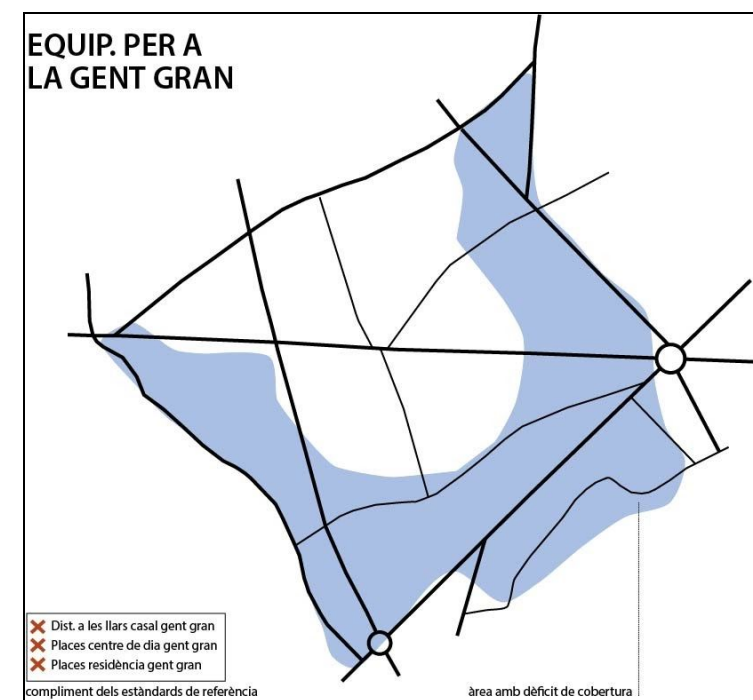 EQUIP. PER A
LA GENT GRAN
Dist. a les llars casal gent gran
Places centre de dia gent gran
Places residència gent gran
compliment dels estàndards de referència
àrea amb dèficit de cobertura